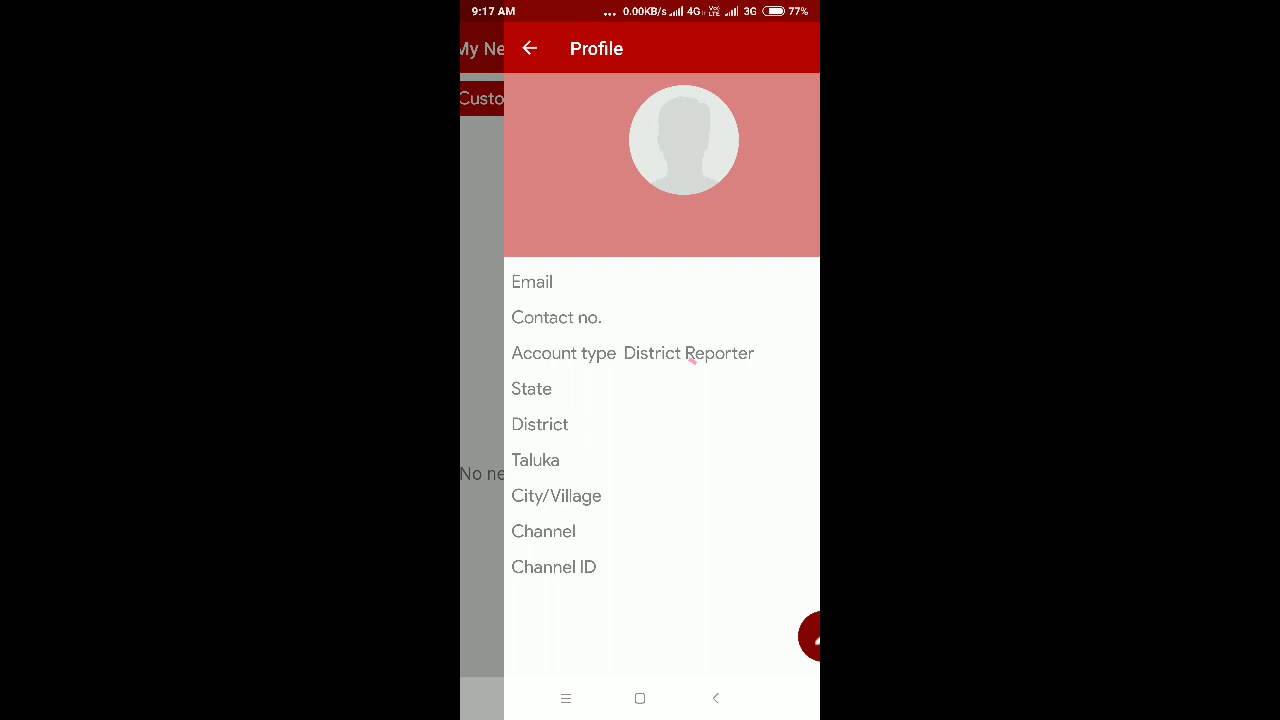 9:17 AM ... 0.00KB/s 4G VoLTE 3G 77%
My Ne
Profile
Custo
Email
Contact no.
Account type District Reporter
State
District
Taluka
No ne
City/Village
Channel
Channel ID